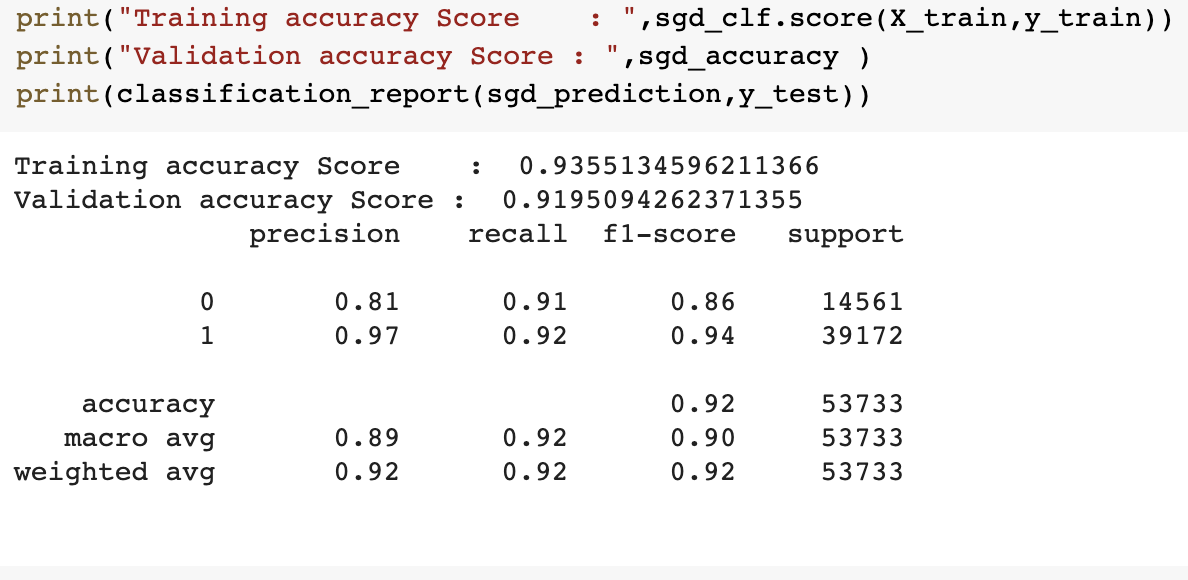 print("Training accuracy Score    : ",sgd_clf.score(X_train,y_train))
print("Validation accuracy Score : ",sgd_accuracy )
print(classification_report(sgd_prediction,y_test))
Training accuracy Score    :  0.9355134596211366
Validation accuracy Score :  0.9195094262371355
              precision    recall  f1-score   support
           0       0.81      0.91      0.86     14561
           1       0.97      0.92      0.94     39172
    accuracy                           0.92     53733
   macro avg       0.89      0.92      0.90     53733
weighted avg       0.92      0.92      0.92     53733